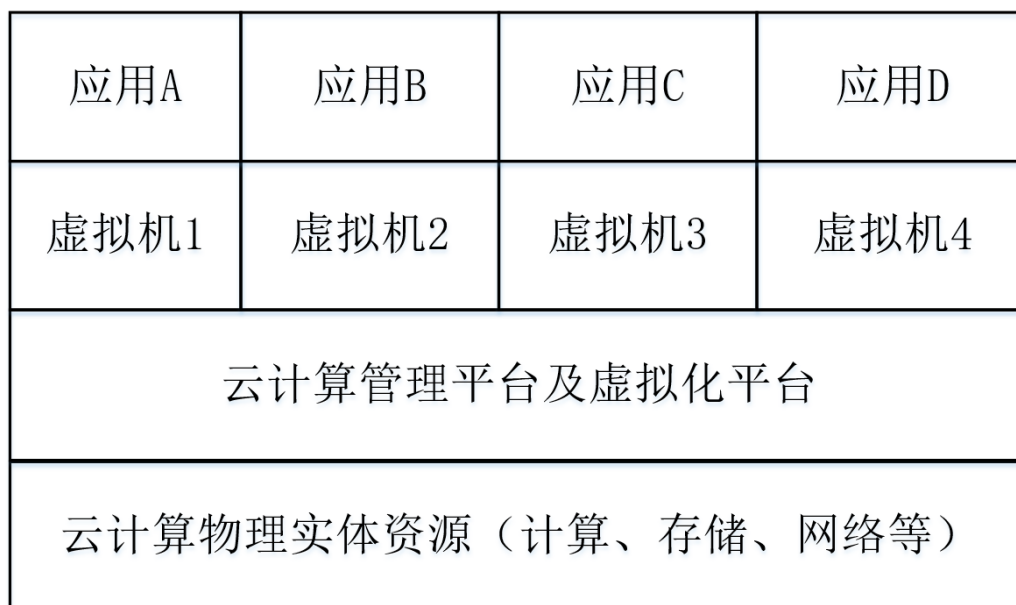 应用A 应用B 应用C 应用D
虚拟机1 虚拟机2 虚拟机3 虚拟机4
云计算管理平台及虚拟化平台
云计算物理实体资源（计算、存储、网络等）